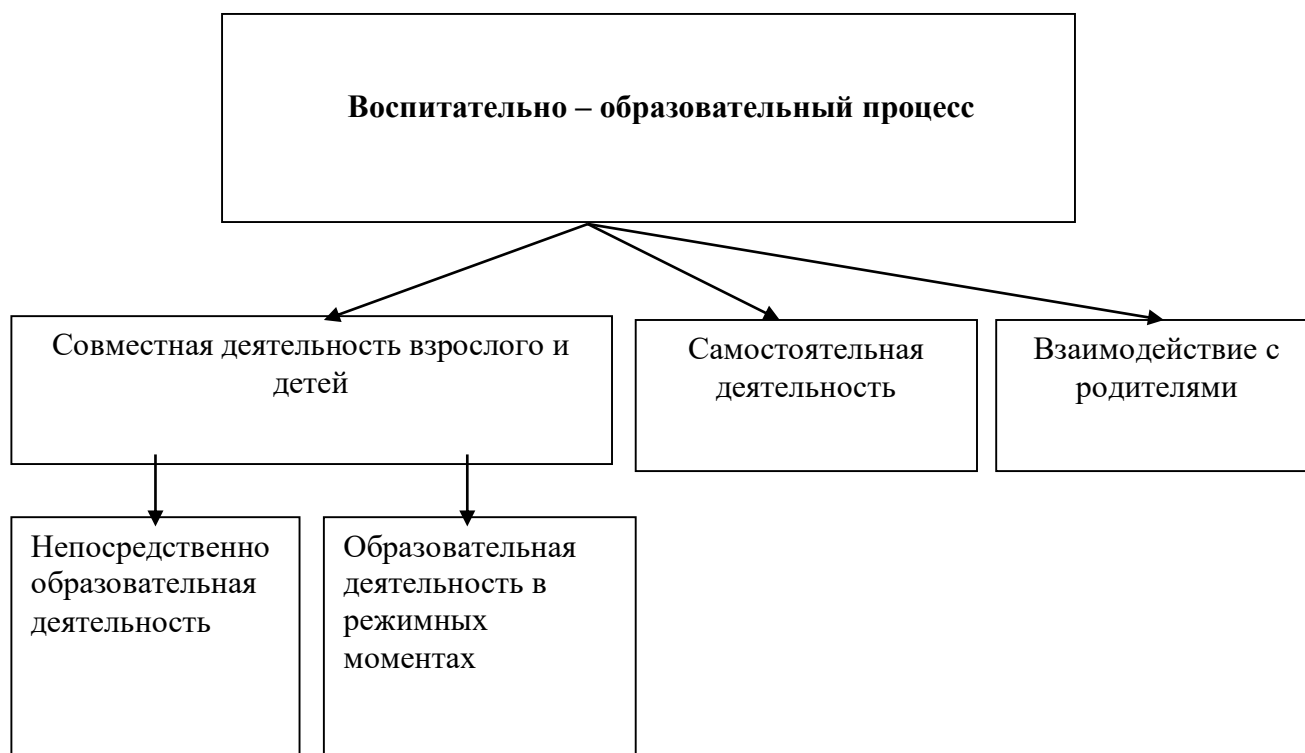 Воспитательно – образовательный процесс
Совместная деятельность взрослого и
детей
Самостоятельная
деятельность
Взаимодействие с
родителями
Непосредственно
образовательная
деятельность
Образовательная
деятельность в
режимных
моментах